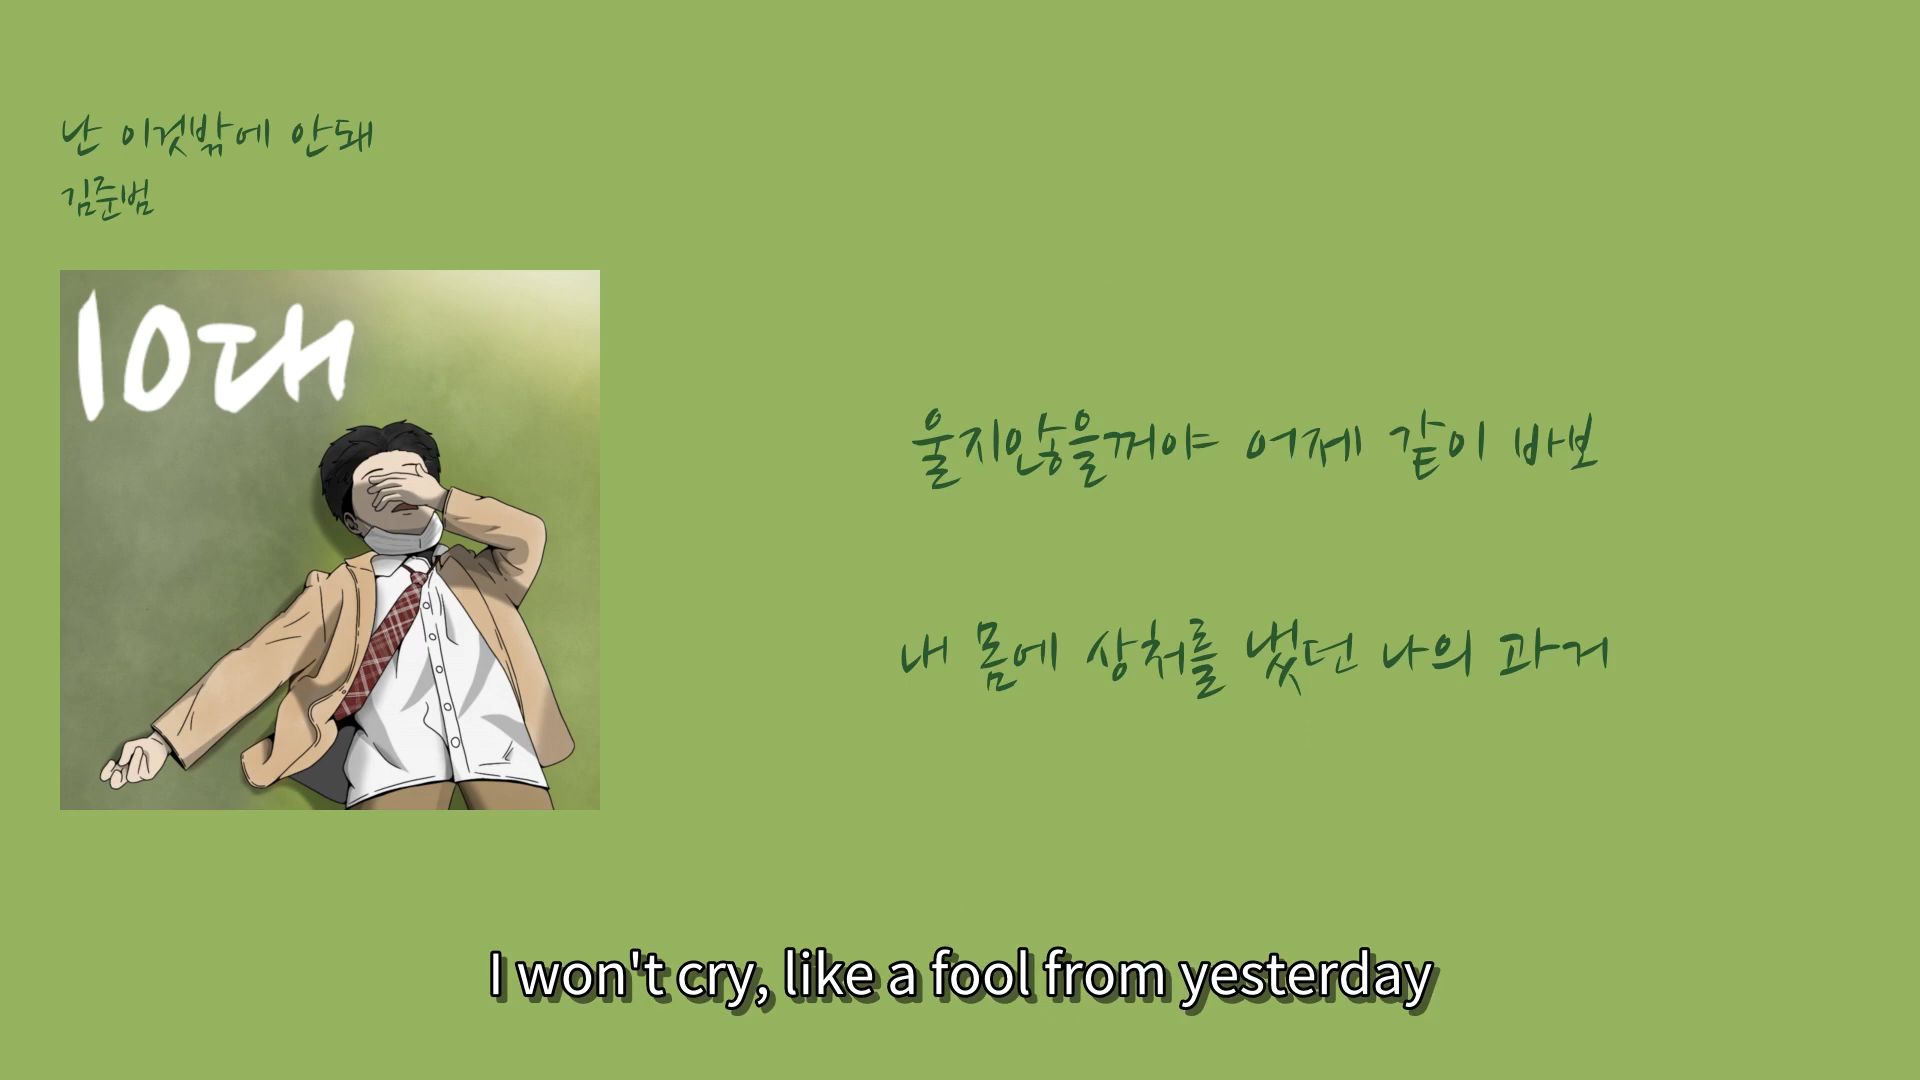 난 이것밖에 안돼
김준범
10대
울지않을꺼야 어제 같이 바보
내 몸에 상처를 냈던 나의 과거
I won't cry, like a fool from yesterday